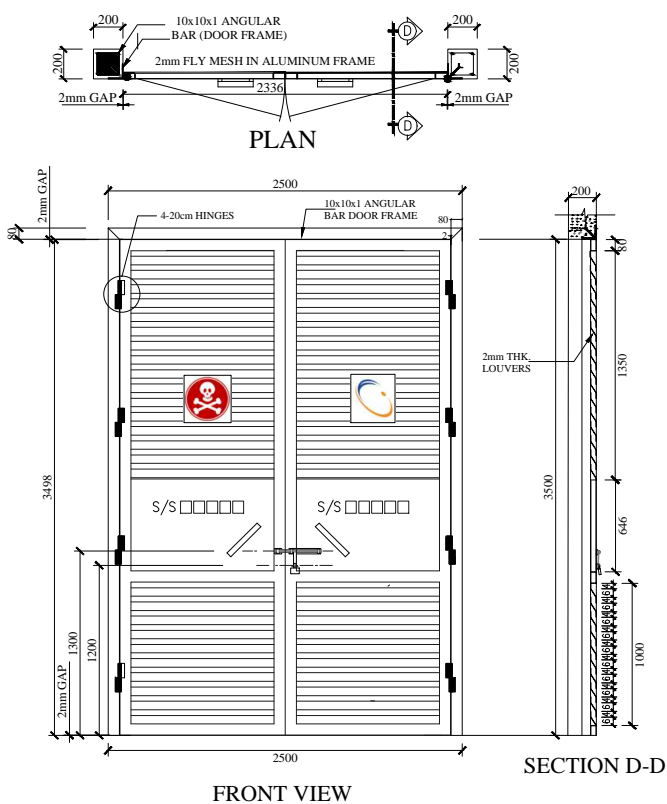 200
10x10x1 ANGULAR
BAR (DOOR FRAME)
D
200
200
2mm FLY MESH IN ALUMINUM FRAME
200
2336
2mm GAP
2mm GAP
D
PLAN
2500
200
2mm GAP
4-20cm HINGES
10x10x1 ANGULAR
BAR DOOR FRAME
80
80
2
80
2mm THK.
LOUVERS
1350
3498
3500
S/S
S/S
646
1300
1200
1000
2mm GAP
2500
SECTION D-D
FRONT VIEW